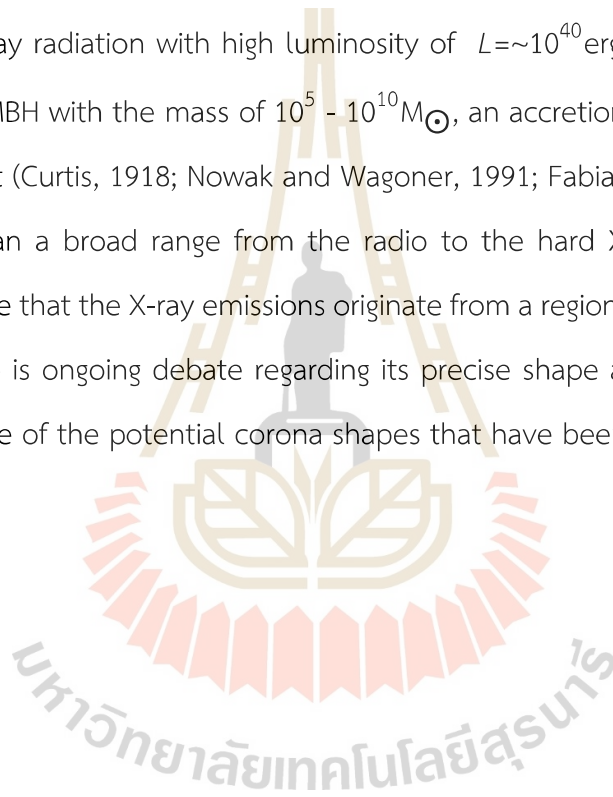 ay radiation with high luminosity of L=~10⁴⁰erg
MBH with the mass of 10⁵ - 10¹⁰M⊙, an accretion
t (Curtis, 1918; Nowak and Wagoner, 1991; Fabia
an a broad range from the radio to the hard X
e that the X-ray emissions originate from a region
is ongoing debate regarding its precise shape a
e of the potential corona shapes that have bee
มหาวิทยาลัยเทคโนโลยีสุรนาร